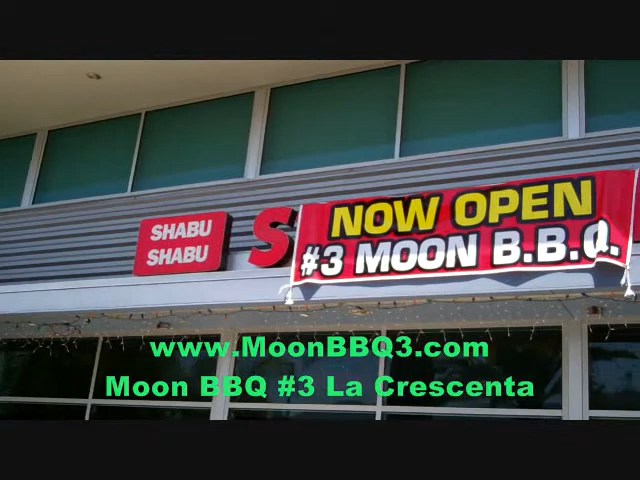 SHABU
SHABU
S
NOW OPEN
#3 MOON B.B.Q.
www.MoonBBQ3.com
Moon BBQ #3 La Crescenta